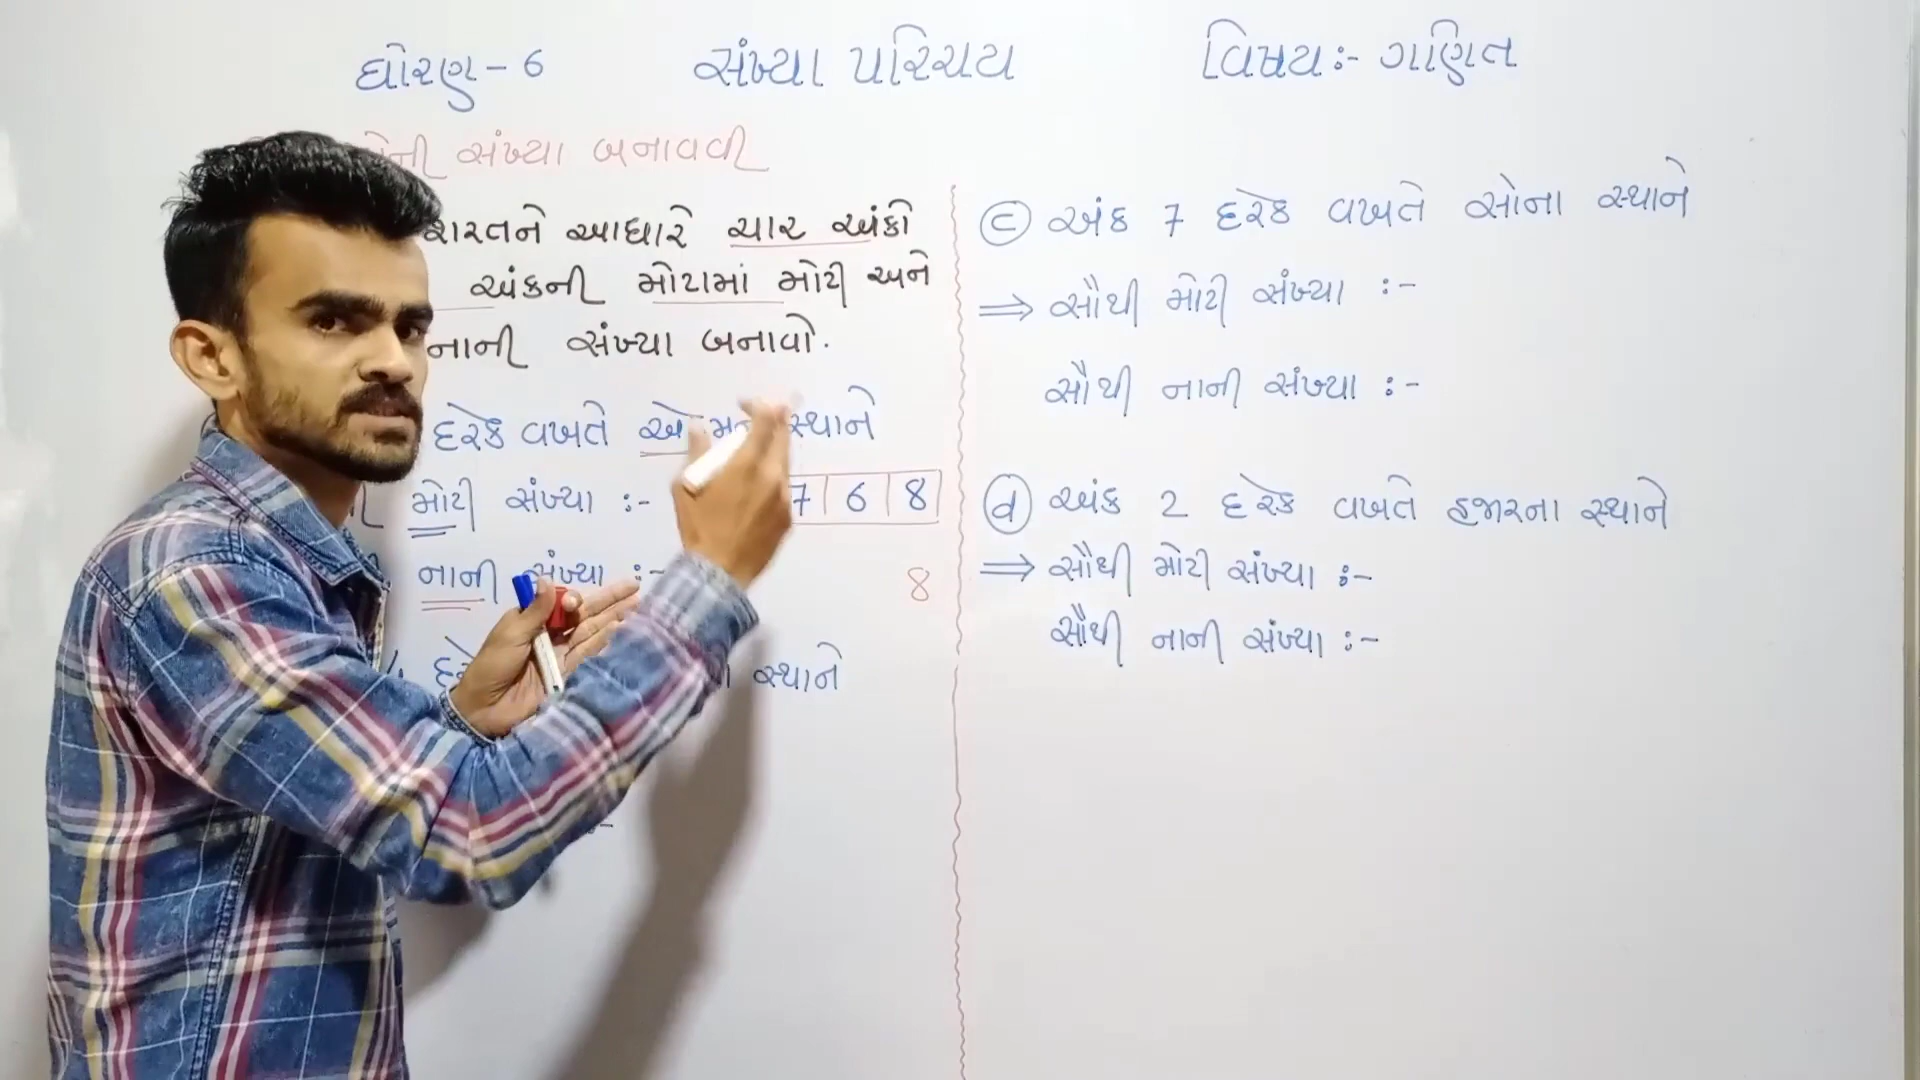 ધોરણ - 6 સંખ્યા પરિચય વિષય :- ગણિત
સંખ્યા બનાવવી
શરતને આધારે ચાર અંકો
અંકની મોટામાં મોટી અને
નાની સંખ્યા બનાવો.
દરેક વખતે સ્થાને
મોટી સંખ્યા :- 7 6 8
નાની સંખ્યા :- 8
સ્થાને
(c) અંક 7 દરેક વખતે સોના સ્થાને
⇒ સૌથી મોટી સંખ્યા :-
સૌથી નાની સંખ્યા :-
(d) અંક 2 દરેક વખતે હજારના સ્થાને
⇒ સૌથી મોટી સંખ્યા :-
સૌથી નાની સંખ્યા :-